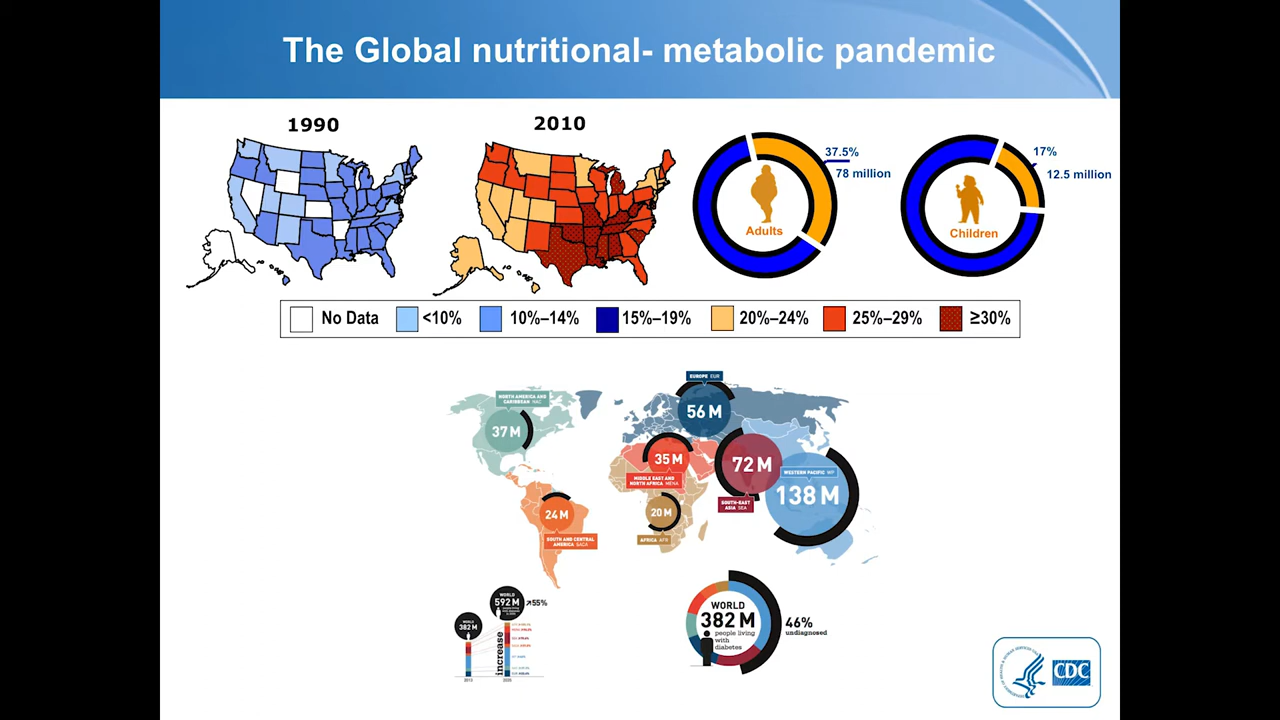 The Global nutritional- metabolic pandemic
1990
2010
37.5%
78 million
Adults
17%
12.5 million
Children
No Data
<10%
10%–14%
15%–19%
20%–24%
25%–29%
≥30%
EUROPE EUR
56 M
NORTH AMERICA AND
CARIBBEAN NAC
37 M
35 M
MIDDLE EAST AND
NORTH AFRICA MENA
72 M
SOUTH-EAST
ASIA SEA
WESTERN PACIFIC WP
138 M
24 M
SOUTH AND CENTRAL
AMERICA SACA
20 M
AFRICA AFR
WORLD
382 M
WORLD
592 M
↗55%
increase
2013
2035
WORLD
382 M
people living
with
diabetes
46%
undiagnosed
CDC